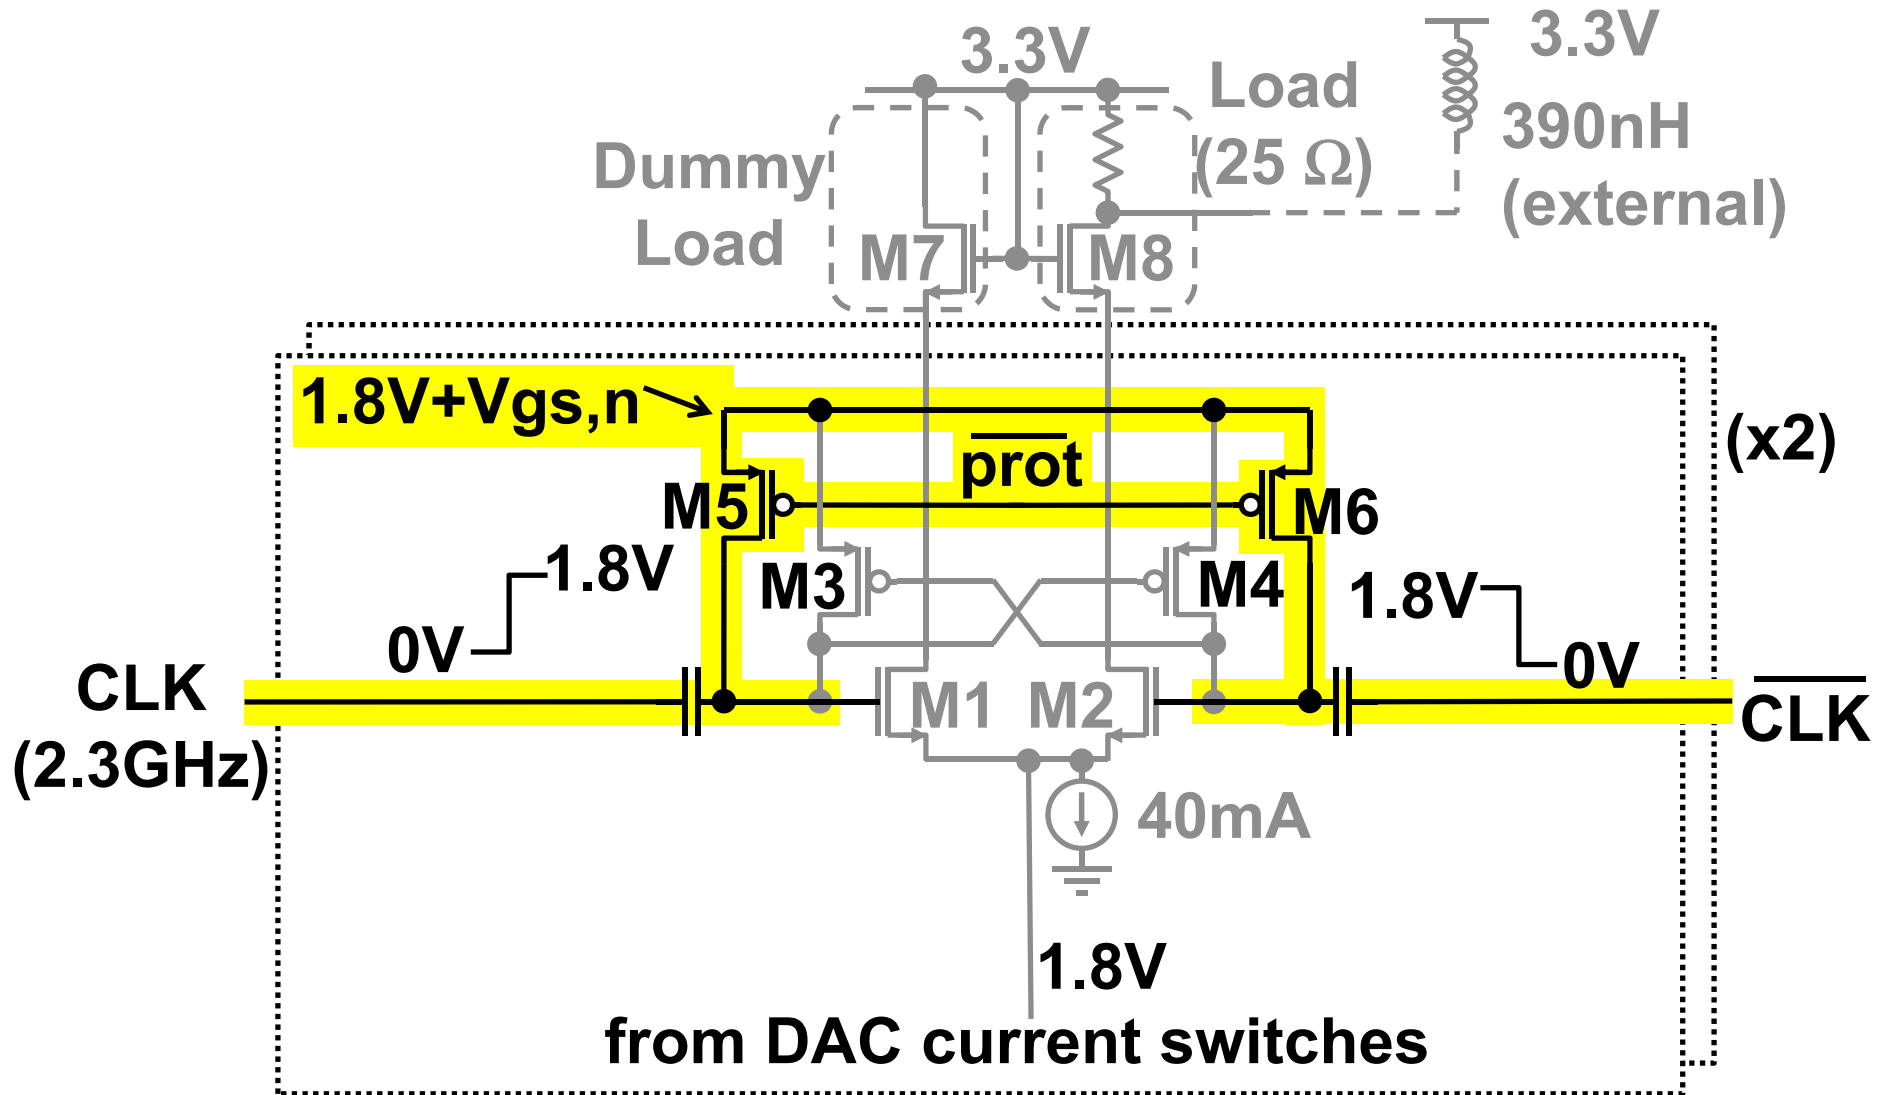 3.3V
3.3V
Load
(25 Ω)
390nH
(external)
Dummy
Load
M7
M8
1.8V+Vgs,n
(x2)
prot
M5
M6
1.8V
0V
M3
M4
1.8V
0V
CLK
(2.3GHz)
M1
M2
CLK
40mA
1.8V
from DAC current switches